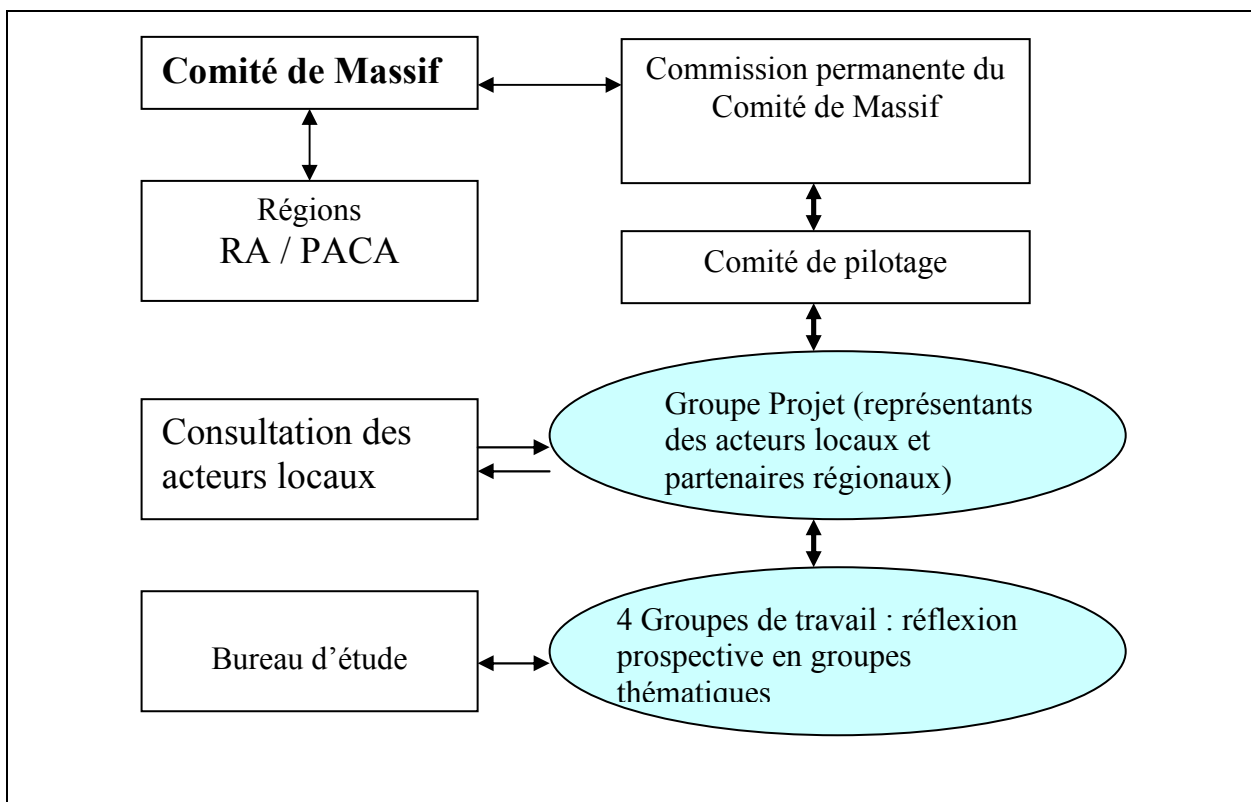 Comité de Massif
Commission permanente du
Comité de Massif
Régions
RA / PACA
Comité de pilotage
Consultation des
acteurs locaux
Groupe Projet (représentants
des acteurs locaux et
partenaires régionaux)
Bureau d’étude
4 Groupes de travail : réflexion
prospective en groupes
thématiques